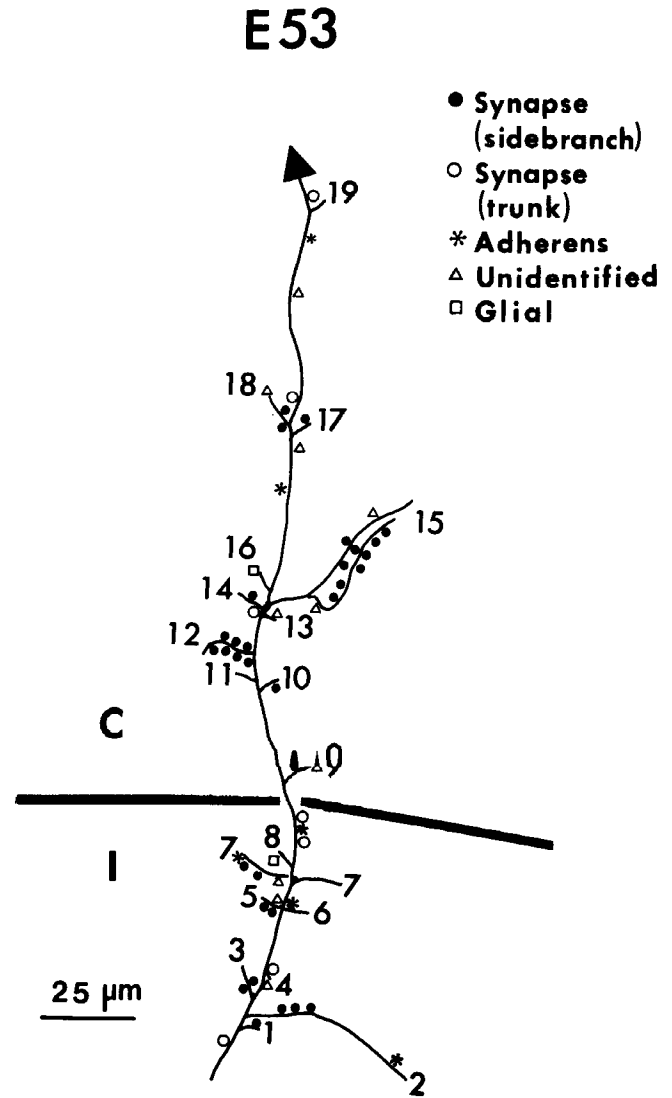 E53
Synapse
(sidebranch)
Synapse
(trunk)
Adherens
Unidentified
Glial
19
18
17
15
16
14
13
12
11
10
C
9
8
7
I
7
5
6
3
4
25 µm
1
2